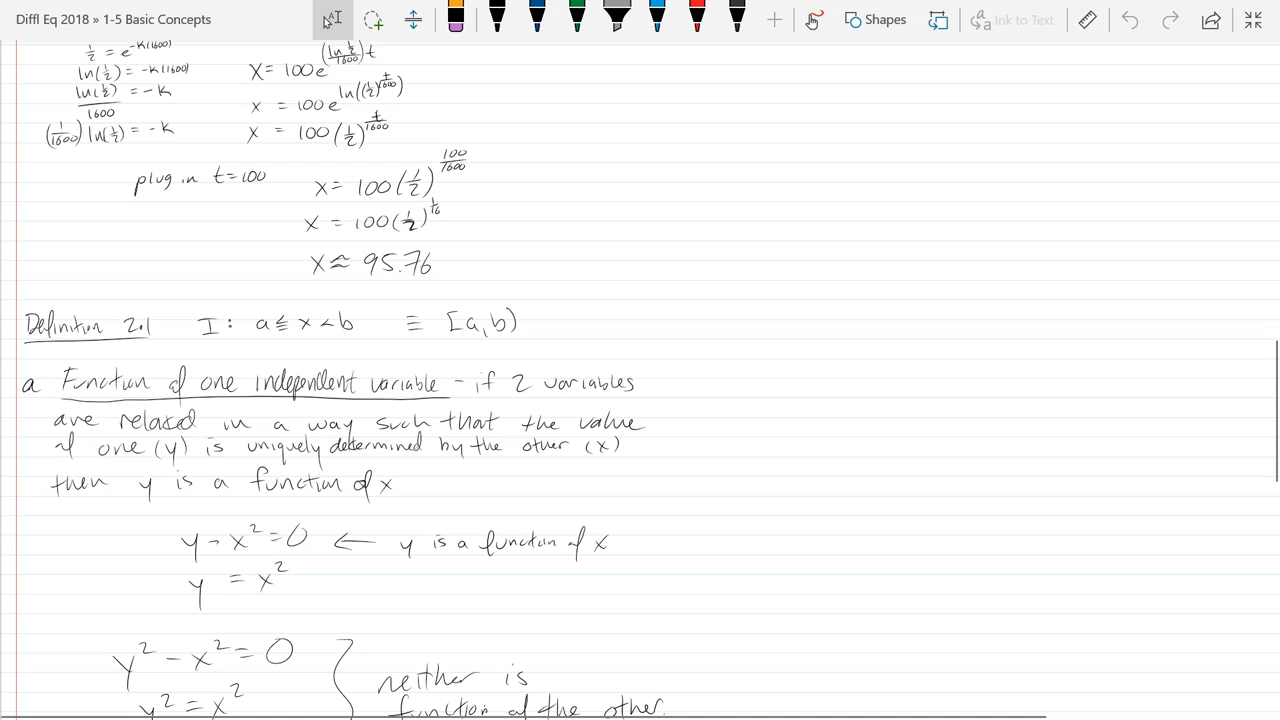 Diffl Eq 2018 » 1-5 Basic Concepts
Shapes
Ink to Text
1/2 = e^-K(1600)
ln(1/2) = -K(1600)
ln(1/2)/1600 = -K
(1/1600) ln(1/2) = -K
x = 100e^(ln 1/2 / 1600)t
x = 100e^ln((1/2)^t/1600)
x = 100(1/2)^t/1600
plug in t=100
x = 100(1/2)^100/1600
x = 100(1/2)^1/16
x ≈ 95.76
Definition 2.1 I: a ≤ x < b ≡ [a,b)
a Function of one independent variable - if 2 variables
are related in a way such that the value
of one (y) is uniquely determined by the other (x)
then y is a function of x
y - x² = 0 ← y is a function of x
y = x²
y² - x² = 0
y² = x²
neither is
function of the other.